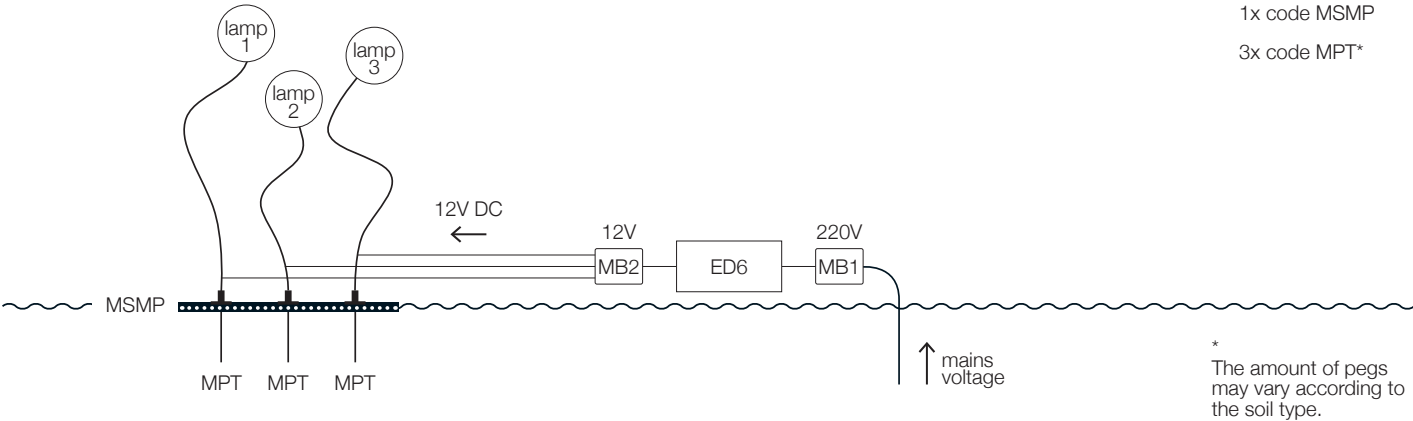 1x code MSMP
3x code MPT*
lamp
1
lamp
2
lamp
3
12V DC
12V
220V
MB2
ED6
MB1
MSMP
MPT
MPT
MPT
mains
voltage
*
The amount of pegs
may vary according to
the soil type.